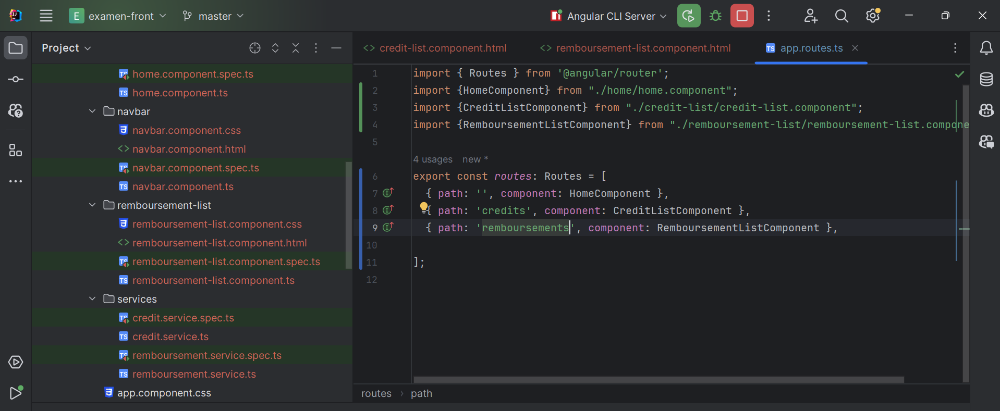 E examen-front master Angular CLI Server
Project
home.component.spec.ts
home.component.ts
navbar
navbar.component.css
navbar.component.html
navbar.component.spec.ts
navbar.component.ts
remboursement-list
remboursement-list.component.css
remboursement-list.component.html
remboursement-list.component.spec.ts
remboursement-list.component.ts
services
credit.service.spec.ts
credit.service.ts
remboursement.service.spec.ts
remboursement.service.ts
app.component.css
credit-list.component.html remboursement-list.component.html app.routes.ts
1 import { Routes } from '@angular/router';
2 import {HomeComponent} from "./home/home.component";
3 import {CreditListComponent} from "./credit-list/credit-list.component";
4 import {RemboursementListComponent} from "./remboursement-list/remboursement-list.compone
5
4 usages new *
6 export const routes: Routes = [
7 { path: '', component: HomeComponent },
8 { path: 'credits', component: CreditListComponent },
9 { path: 'remboursements', component: RemboursementListComponent },
10
11 ];
12
routes › path